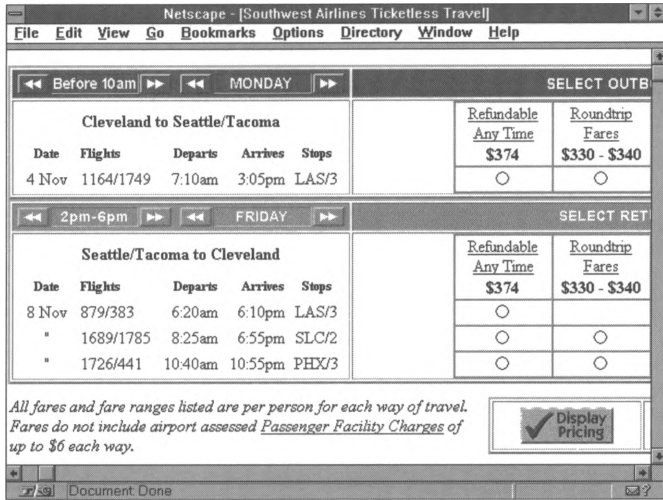 Netscape - [Southwest Airlines Ticketless Travel]
File Edit View Go Bookmarks Options Directory Window Help
Before 10am MONDAY SELECT OUTB
Cleveland to Seattle/Tacoma
Refundable Any Time $374
Roundtrip Fares $330 - $340
Date Flights Departs Arrives Stops
4 Nov 1164/1749 7:10am 3:05pm LAS/3
2pm-6pm FRIDAY SELECT RET
Seattle/Tacoma to Cleveland
Refundable Any Time $374
Roundtrip Fares $330 - $340
Date Flights Departs Arrives Stops
8 Nov 879/383 6:20am 6:10pm LAS/3
" 1689/1785 8:25am 6:55pm SLC/2
" 1726/441 10:40am 10:55pm PHX/3
All fares and fare ranges listed are per person for each way of travel.
Fares do not include airport assessed Passenger Facility Charges of
up to $6 each way.
Display
Pricing
Document: Done